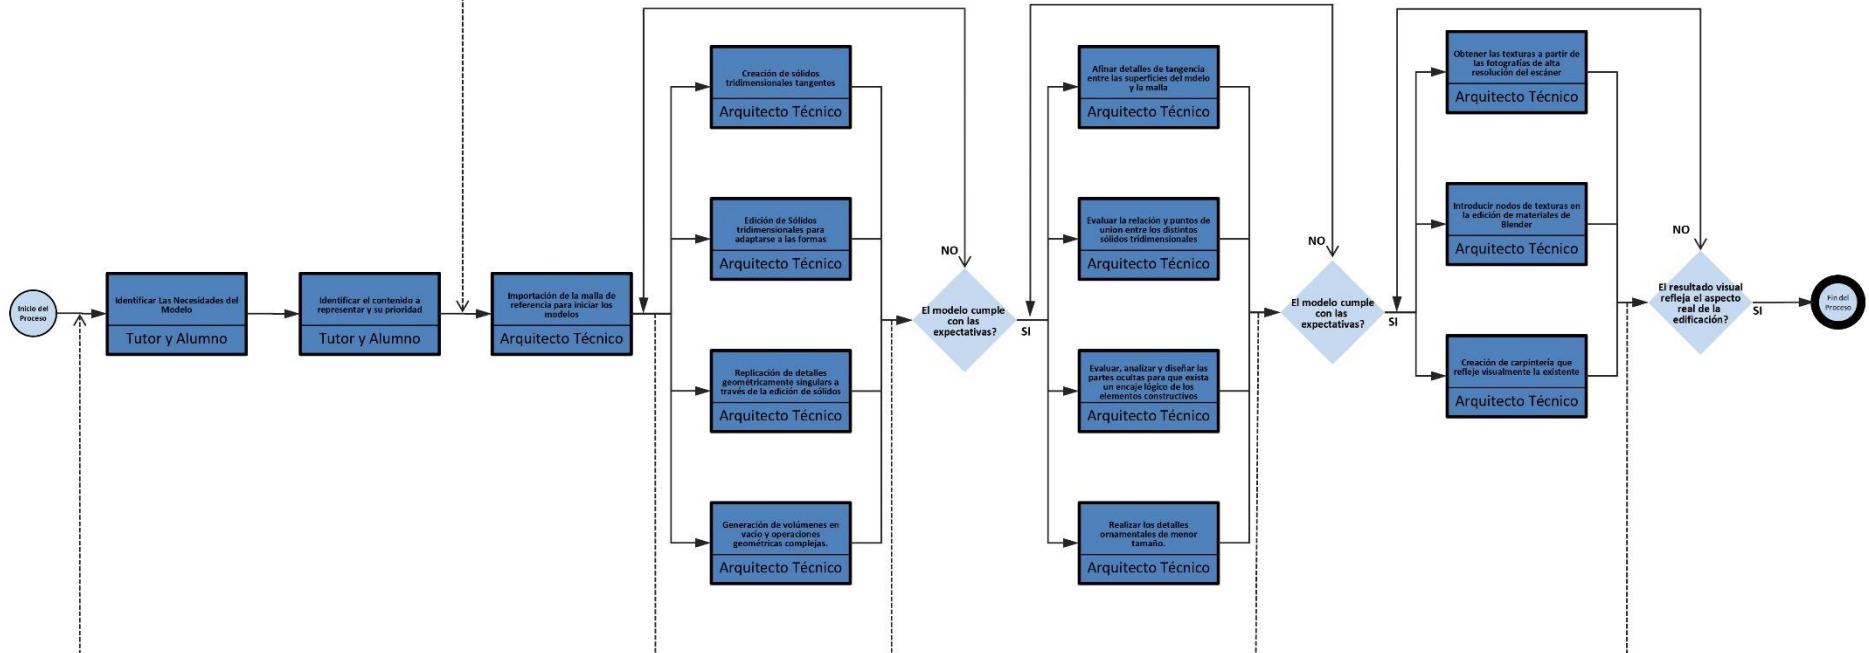 Inicio del
Proceso
Identificar Las Necesidades del
Modelo
Tutor y Alumno
Identificar el contenido a
representar y su prioridad
Tutor y Alumno
Importación de la malla de
referencia para iniciar los
modelos
Arquitecto Técnico
Creación de sólidos
tridimensionales tangentes
Arquitecto Técnico
Edición de Sólidos
tridimensionales para
adaptarse a las formas
Arquitecto Técnico
Replicación de detalles
geométricamente singulars a
través de la edición de sólidos
Arquitecto Técnico
Generación de volúmenes en
vacio y operaciones
geométricas complejas.
Arquitecto Técnico
NO
El modelo cumple
con las
expectativas?
SI
Afinar detalles de tangencia
entre las superficies del mdelo
y la malla
Arquitecto Técnico
Evaluar la relación y puntos de
union entre los distintos
sólidos tridimensionales
Arquitecto Técnico
Evaluar, analizar y diseñar las
partes ocultas para que exista
un encaje lógico de los
elementos constructivos
Arquitecto Técnico
Realizar los detalles
ornamentales de menor
tamaño.
Arquitecto Técnico
NO
El modelo cumple
con las
expectativas?
SI
Obtener las texturas a partir de
las fotografías de alta
resolución del escáner
Arquitecto Técnico
Introducir nodos de texturas en
la edición de materiales de
Blender
Arquitecto Técnico
Creación de carpintería que
refleje visualmente la existente
Arquitecto Técnico
NO
El resultado visual
refleja el aspecto
real de la
edificación?
SI
Fin del
Proceso